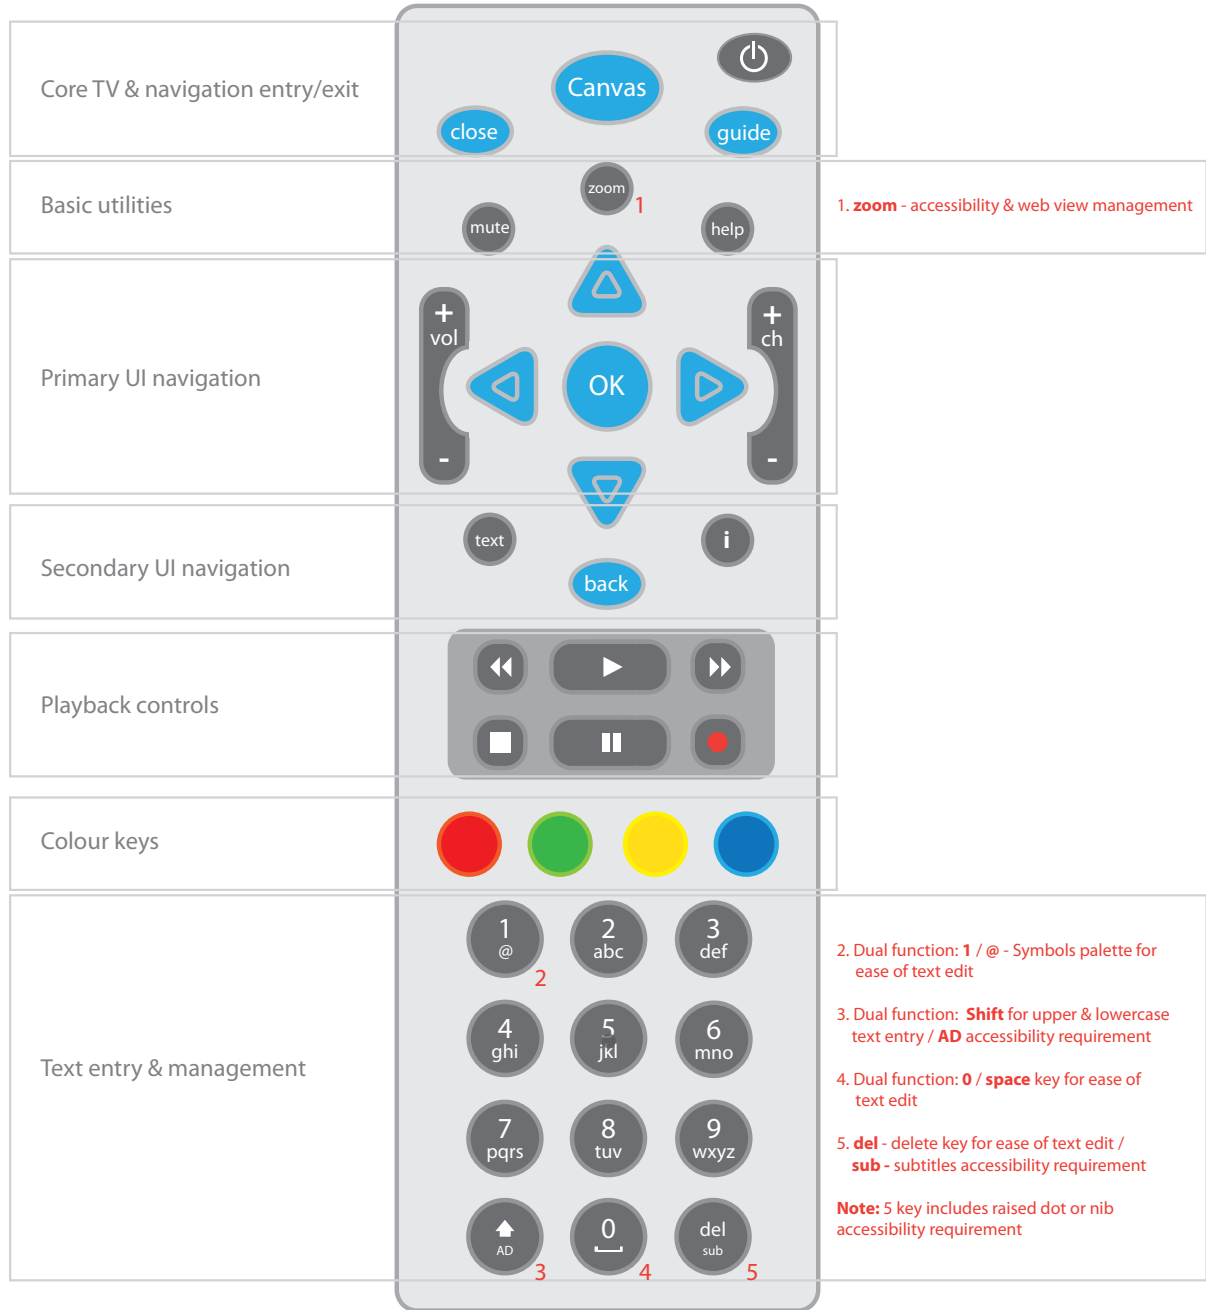 Core TV & navigation entry/exit
Canvas
close
guide
Basic utilities
zoom
1
mute
help
1. zoom - accessibility & web view management
Primary UI navigation
+
vol
-
OK
+
ch
-
Secondary UI navigation
text
i
back
Playback controls
Colour keys
Text entry & management
1
@
2
2
abc
3
def
4
ghi
5
jkl
6
mno
7
pqrs
8
tuv
9
wxyz
AD
3
0
4
del
sub
5
2. Dual function: 1 / @ - Symbols palette for
ease of text edit
3. Dual function: Shift for upper & lowercase
text entry / AD accessibility requirement
4. Dual function: 0 / space key for ease of
text edit
5. del - delete key for ease of text edit /
sub - subtitles accessibility requirement
Note: 5 key includes raised dot or nib
accessibility requirement